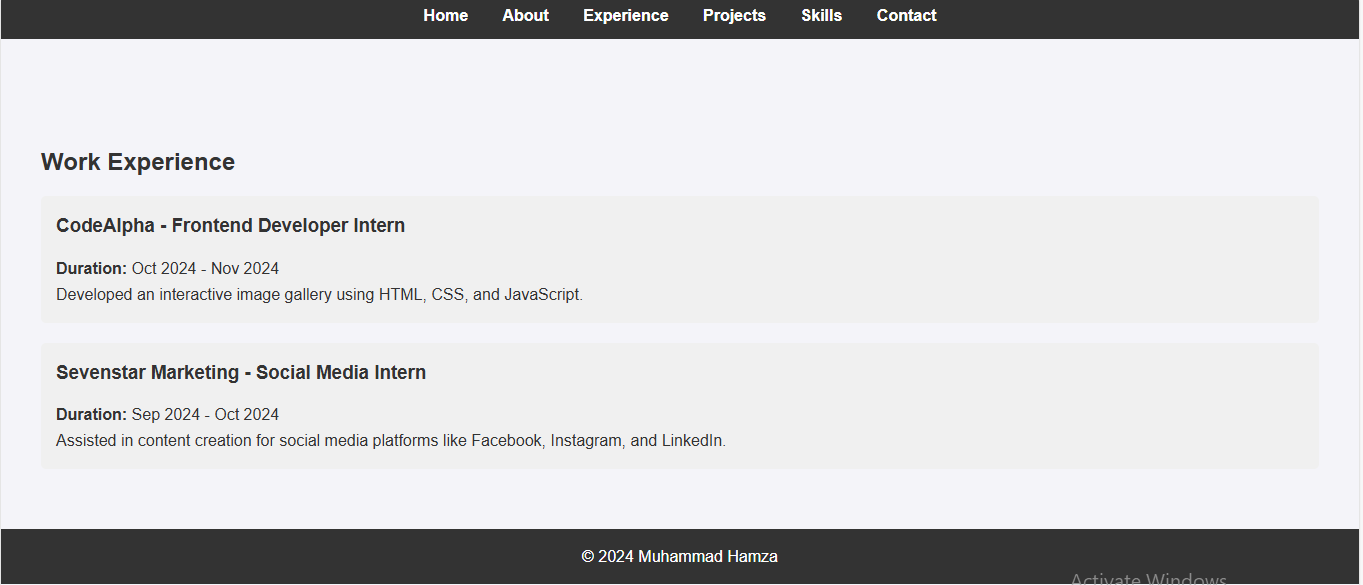 Home About Experience Projects Skills Contact
Work Experience
CodeAlpha - Frontend Developer Intern
Duration: Oct 2024 - Nov 2024
Developed an interactive image gallery using HTML, CSS, and JavaScript.
Sevenstar Marketing - Social Media Intern
Duration: Sep 2024 - Oct 2024
Assisted in content creation for social media platforms like Facebook, Instagram, and LinkedIn.
© 2024 Muhammad Hamza
Activate Windows